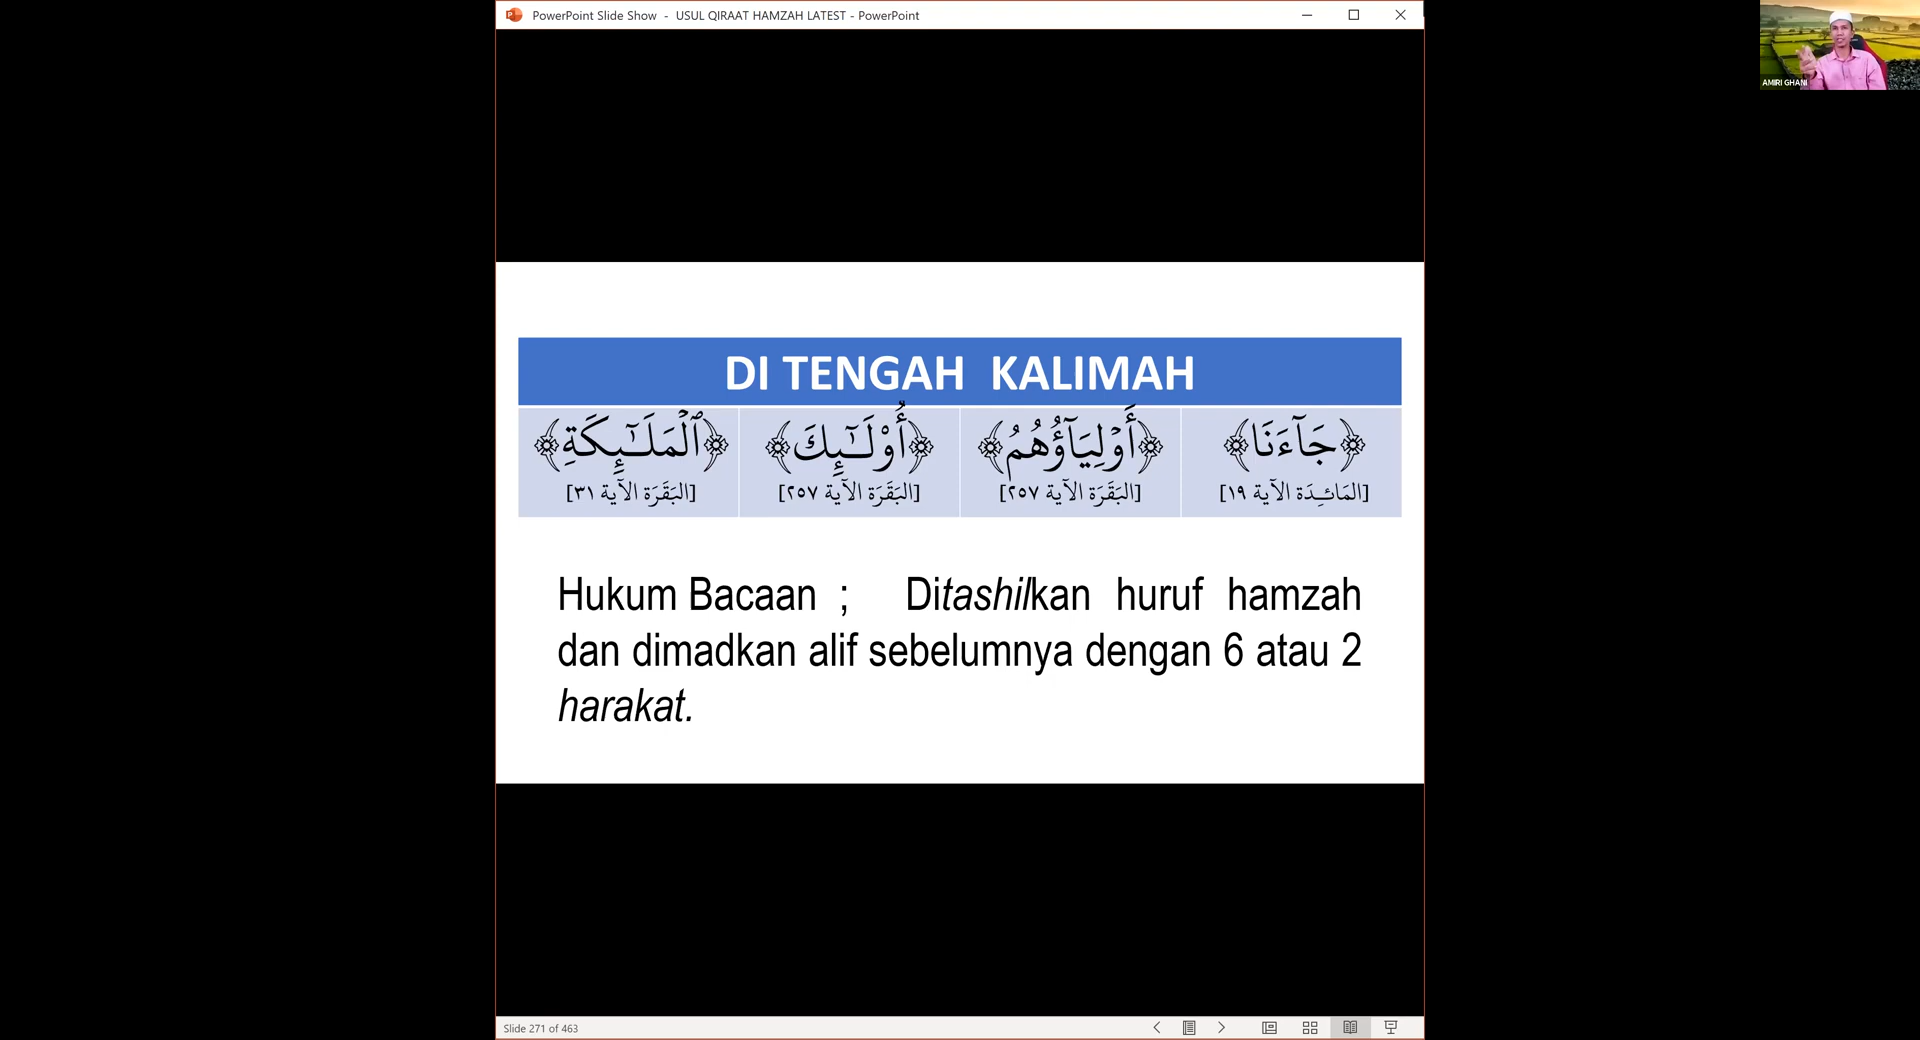 PowerPoint Slide Show - USUL QIRAAT HAMZAH LATEST - PowerPoint
AMIRI GHANI
DI TENGAH KALIMAH
﴿جَآءَنَا﴾ ﴿أَوْلِيَآؤُهُمُ﴾ ﴿أُوْلَـٰٓئِكَ﴾ ﴿ٱلْمَلَـٰٓئِكَةِ﴾
[المَائِدَة الآية ١٩] [البَقَرَة الآية ٢٥٧] [البَقَرَة الآية ٢٥٧] [البَقَرَة الآية ٣١]
Hukum Bacaan ; Ditashilkan huruf hamzah
dan dimadkan alif sebelumnya dengan 6 atau 2
harakat.
Slide 271 of 463